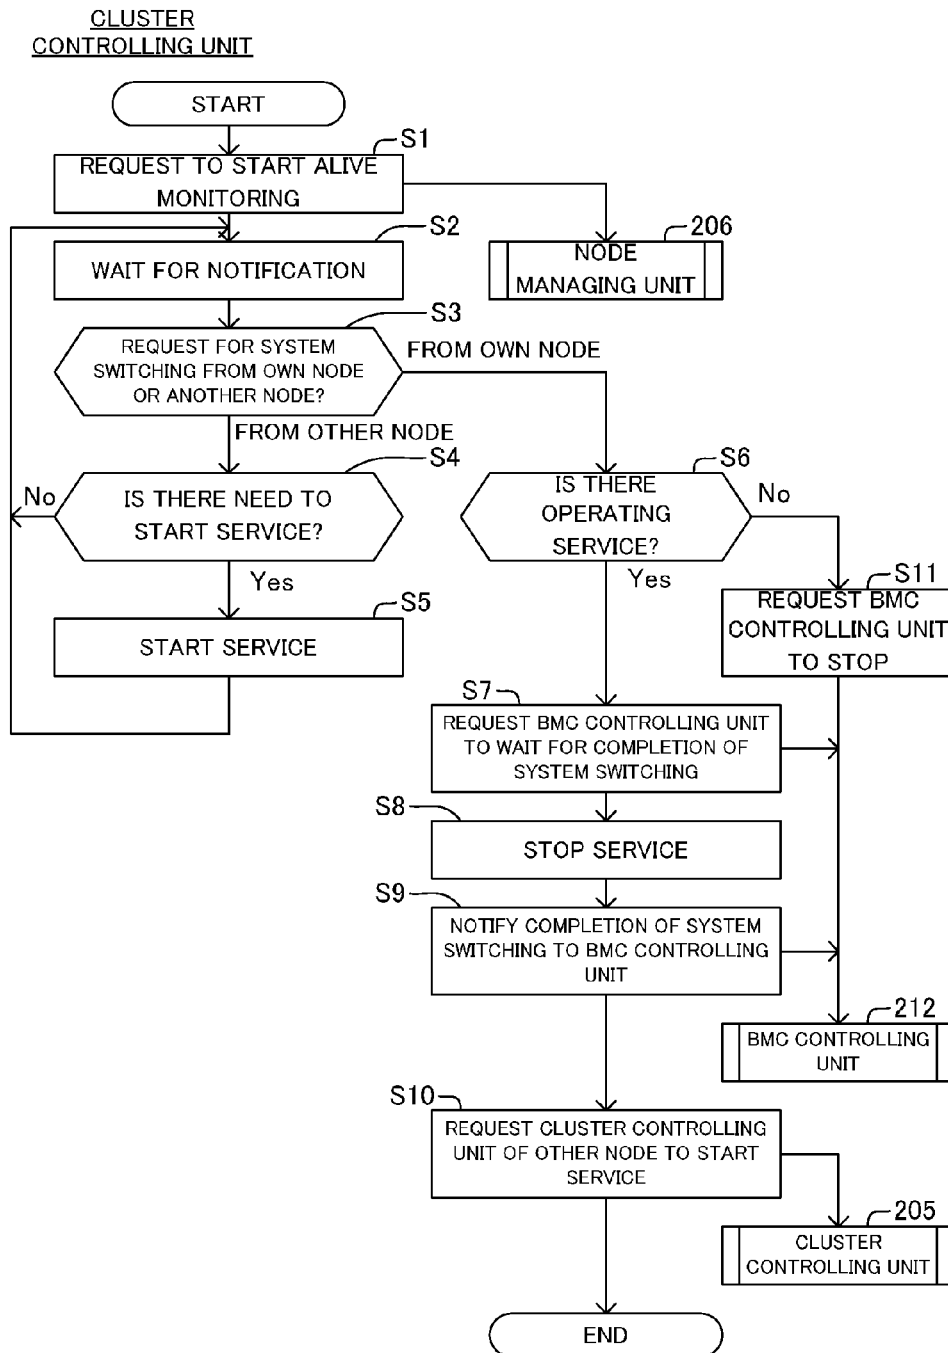 CLUSTER
CONTROLLING UNIT
START
S1
REQUEST TO START ALIVE
MONITORING
S2
WAIT FOR NOTIFICATION
206
NODE
MANAGING UNIT
S3
REQUEST FOR SYSTEM
SWITCHING FROM OWN NODE
OR ANOTHER NODE?
FROM OWN NODE
FROM OTHER NODE
S4
IS THERE NEED TO
START SERVICE?
No
Yes
S5
START SERVICE
S6
IS THERE
OPERATING
SERVICE?
No
Yes
S11
REQUEST BMC
CONTROLLING UNIT
TO STOP
S7
REQUEST BMC CONTROLLING UNIT
TO WAIT FOR COMPLETION OF
SYSTEM SWITCHING
S8
STOP SERVICE
S9
NOTIFY COMPLETION OF SYSTEM
SWITCHING TO BMC CONTROLLING
UNIT
212
BMC CONTROLLING
UNIT
S10
REQUEST CLUSTER CONTROLLING
UNIT OF OTHER NODE TO START
SERVICE
205
CLUSTER
CONTROLLING UNIT
END